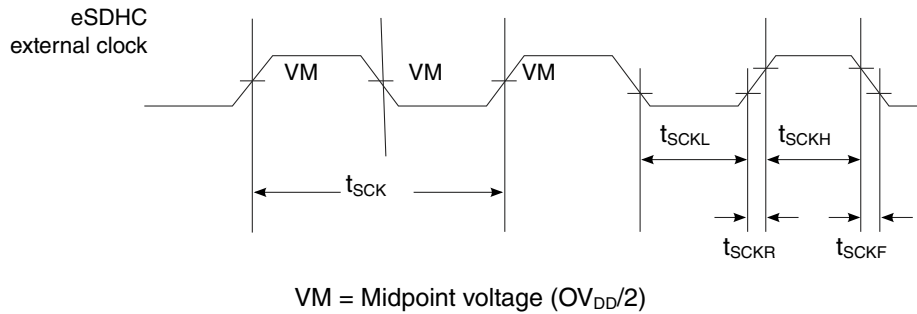 eSDHC
external clock
VM VM VM
tSCKL tSCKH
tSCK
tSCKR tSCKF
VM = Midpoint voltage (OVDD/2)